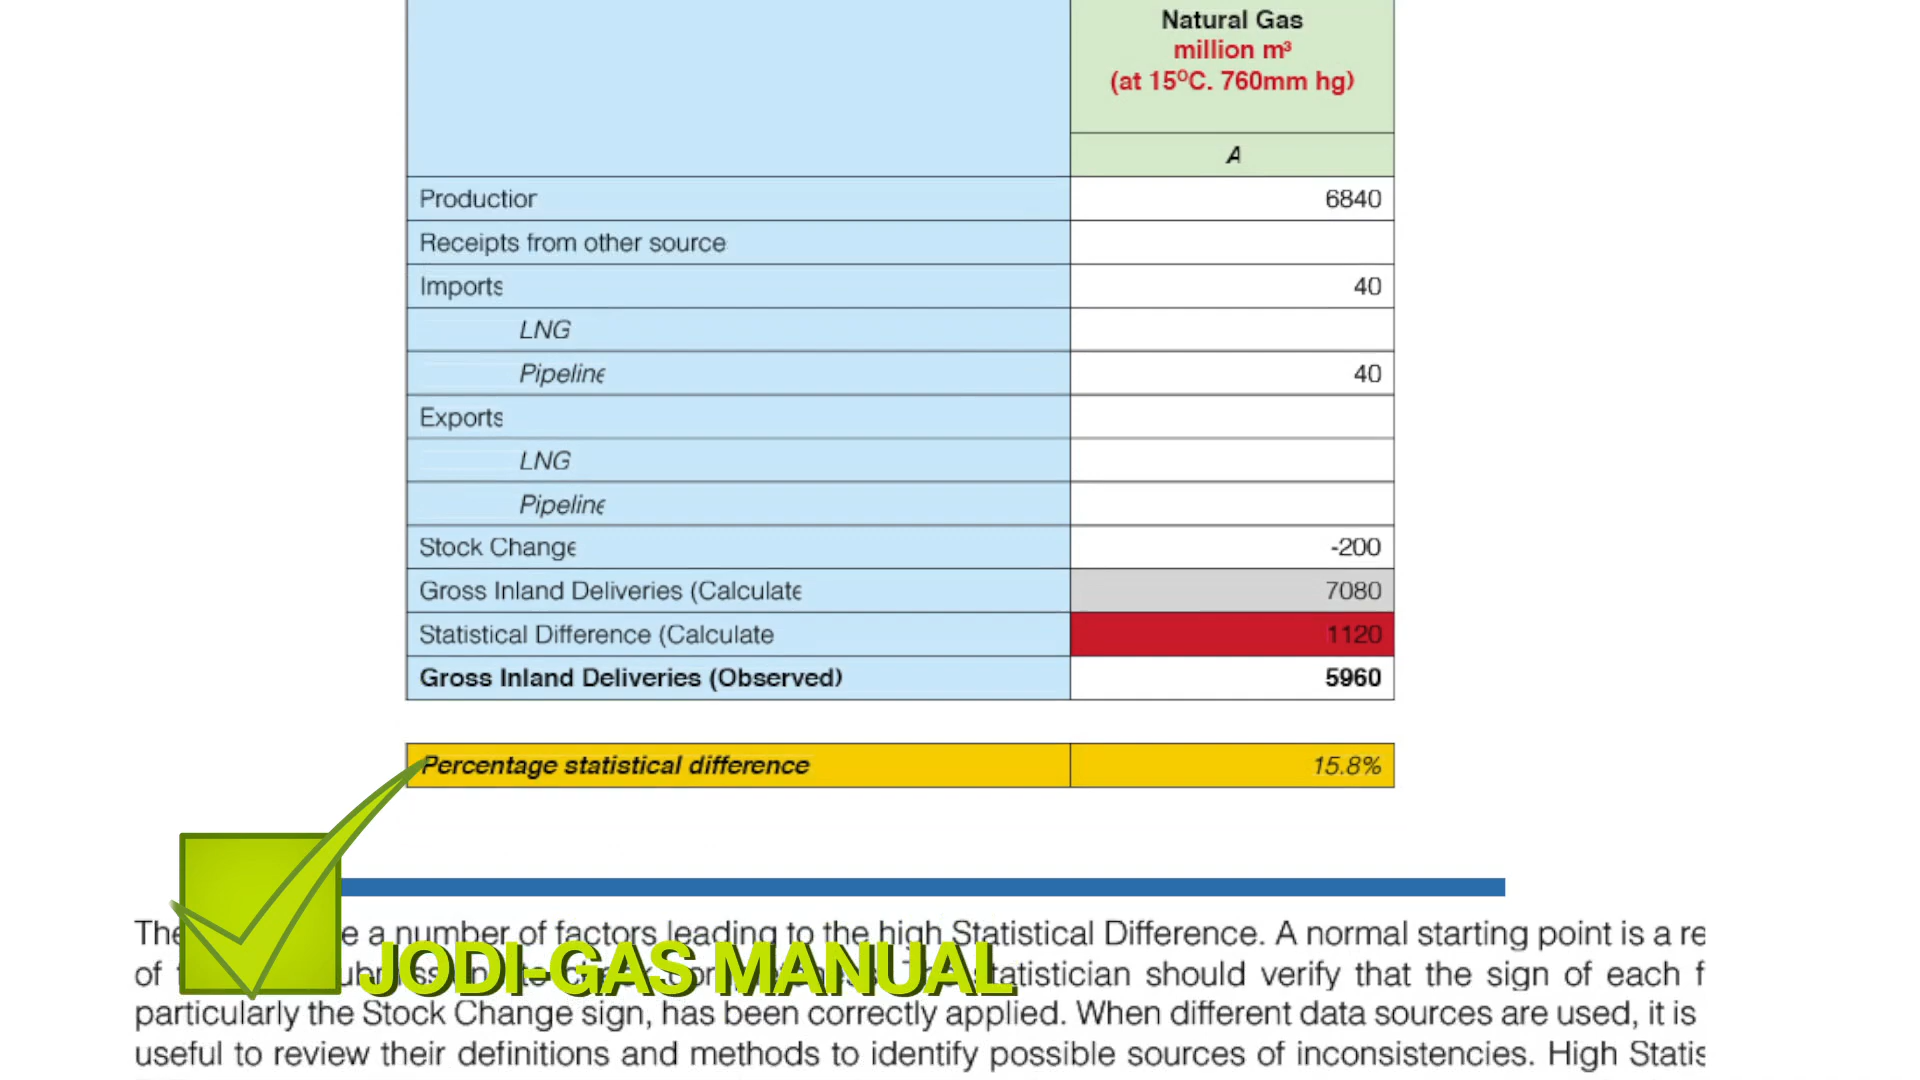 Natural Gas
million m³
(at 15⁰C. 760mm hg)
A
Production 6840
Receipts from other source
Imports 40
LNG
Pipeline 40
Exports
LNG
Pipeline
Stock Change -200
Gross Inland Deliveries (Calculate 7080
Statistical Difference (Calculate 1120
Gross Inland Deliveries (Observed) 5960
Percentage statistical difference 15.8%
a number of factors leading to the high Statistical Difference. A normal starting point is a re
of statistician should verify that the sign of each f
JODI-GAS MANUAL
particularly the Stock Change sign, has been correctly applied. When different data sources are used, it is
useful to review their definitions and methods to identify possible sources of inconsistencies. High Statis